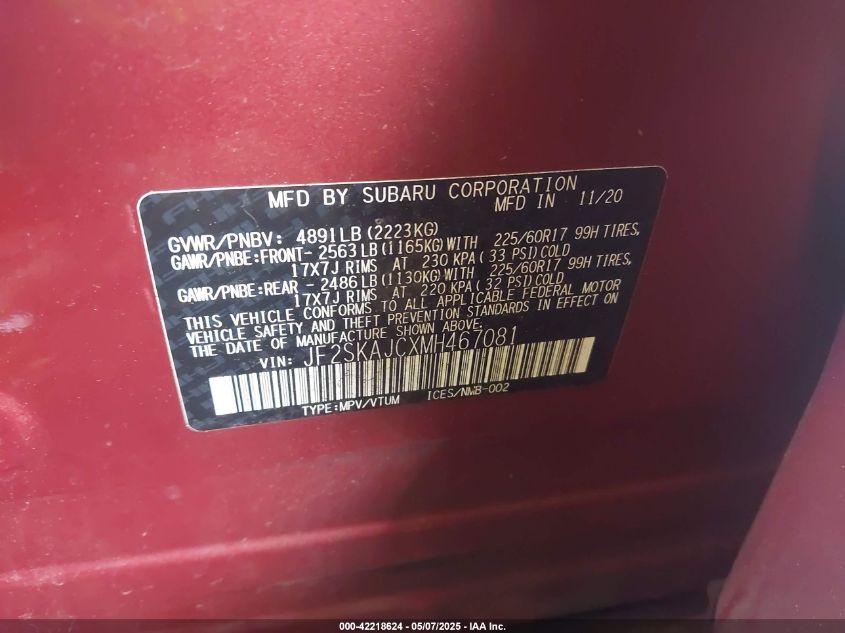 MFD BY SUBARU CORPORATION
MFD IN 11/20
GVWR/PNBV: 4891LB(2223KG)
GAWR/PNBE:FRONT- 2563LB(1165KG)WITH 225/60R17 99H TIRES,
17X7J RIMS AT 230 KPA(33 PSI)COLD
GAWR/PNBE:REAR - 2486LB(1130KG)WITH 225/60R17 99H TIRES,
17X7J RIMS AT 220 KPA(32 PSI)COLD
THIS VEHICLE CONFORMS TO ALL APPLICABLE FEDERAL MOTOR
VEHICLE SAFETY AND THEFT PREVENTION STANDARDS IN EFFECT ON
THE DATE OF MANUFACTURE SHOWN ABOVE.
VIN: JF2SKAJCXMH467081
TYPE:MPV/VTUM ICES/NMB-002
000-42218624 - 05/07/2025 - IAA Inc.